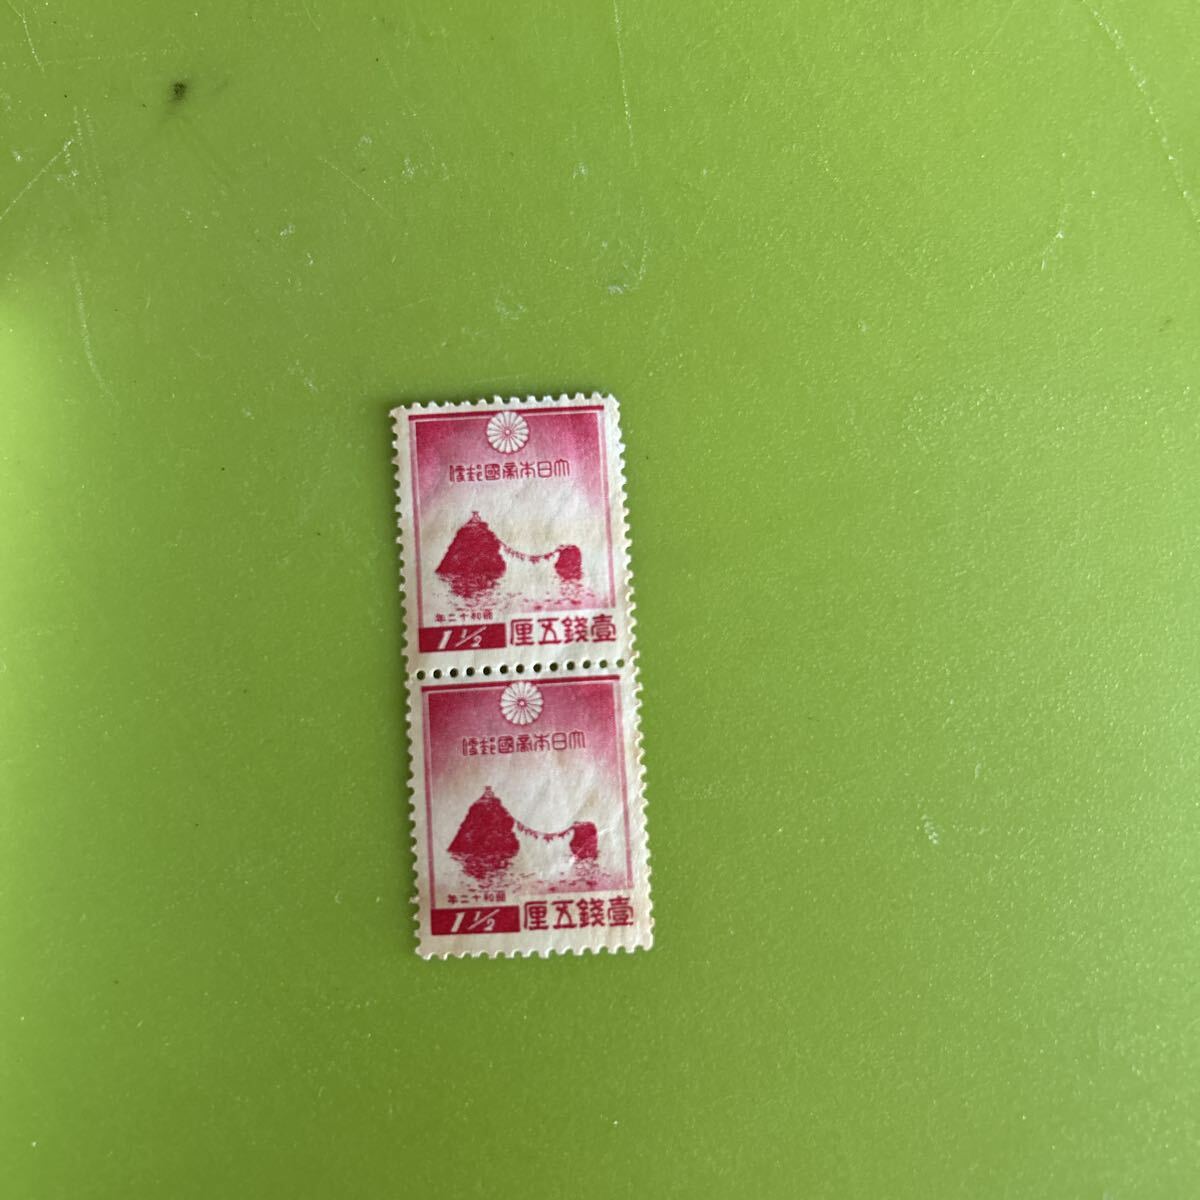 大日本帝國郵便
昭和十二年
壹錢五厘 1½
大日本帝國郵便
昭和十二年
壹錢五厘 1½